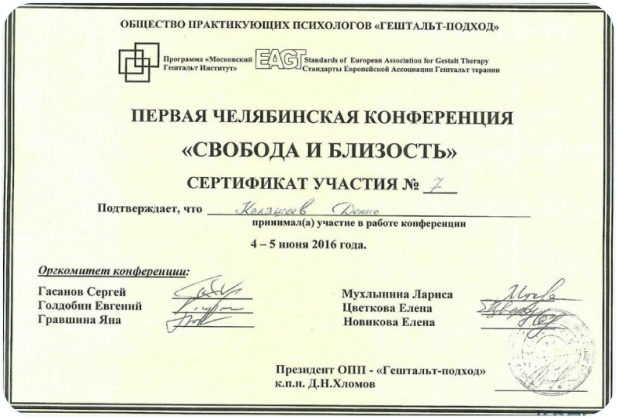 ОБЩЕСТВО ПРАКТИКУЮЩИХ ПСИХОЛОГОВ «ГЕШТАЛЬТ-ПОДХОД»
Программа «Московский
Гештальт Институт»
EAGT
Standards of European Association for Gestalt Therapy
Стандарты Европейской Ассоциации Гештальт терапии
ПЕРВАЯ ЧЕЛЯБИНСКАЯ КОНФЕРЕНЦИЯ
«СВОБОДА И БЛИЗОСТЬ»
СЕРТИФИКАТ УЧАСТИЯ № 7
Подтверждает, что Денис
принимал(а) участие в работе конференции
4 – 5 июня 2016 года.
Оргкомитет конференции:
Гасанов Сергей
Голдобин Евгений
Гравшина Яна
Мухлынина Лариса
Цветкова Елена
Новикова Елена
Президент ОПП - «Гештальт-подход»
к.п.н. Д.Н.Хломов